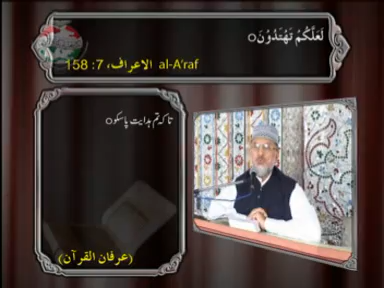 لَعَلَّكُمْ تَهْتَدُوْنَ○
الاعراف، 7: 158 al-A'raf
تاکہ تم ہدایت پا سکو○
(عرفان القرآن)